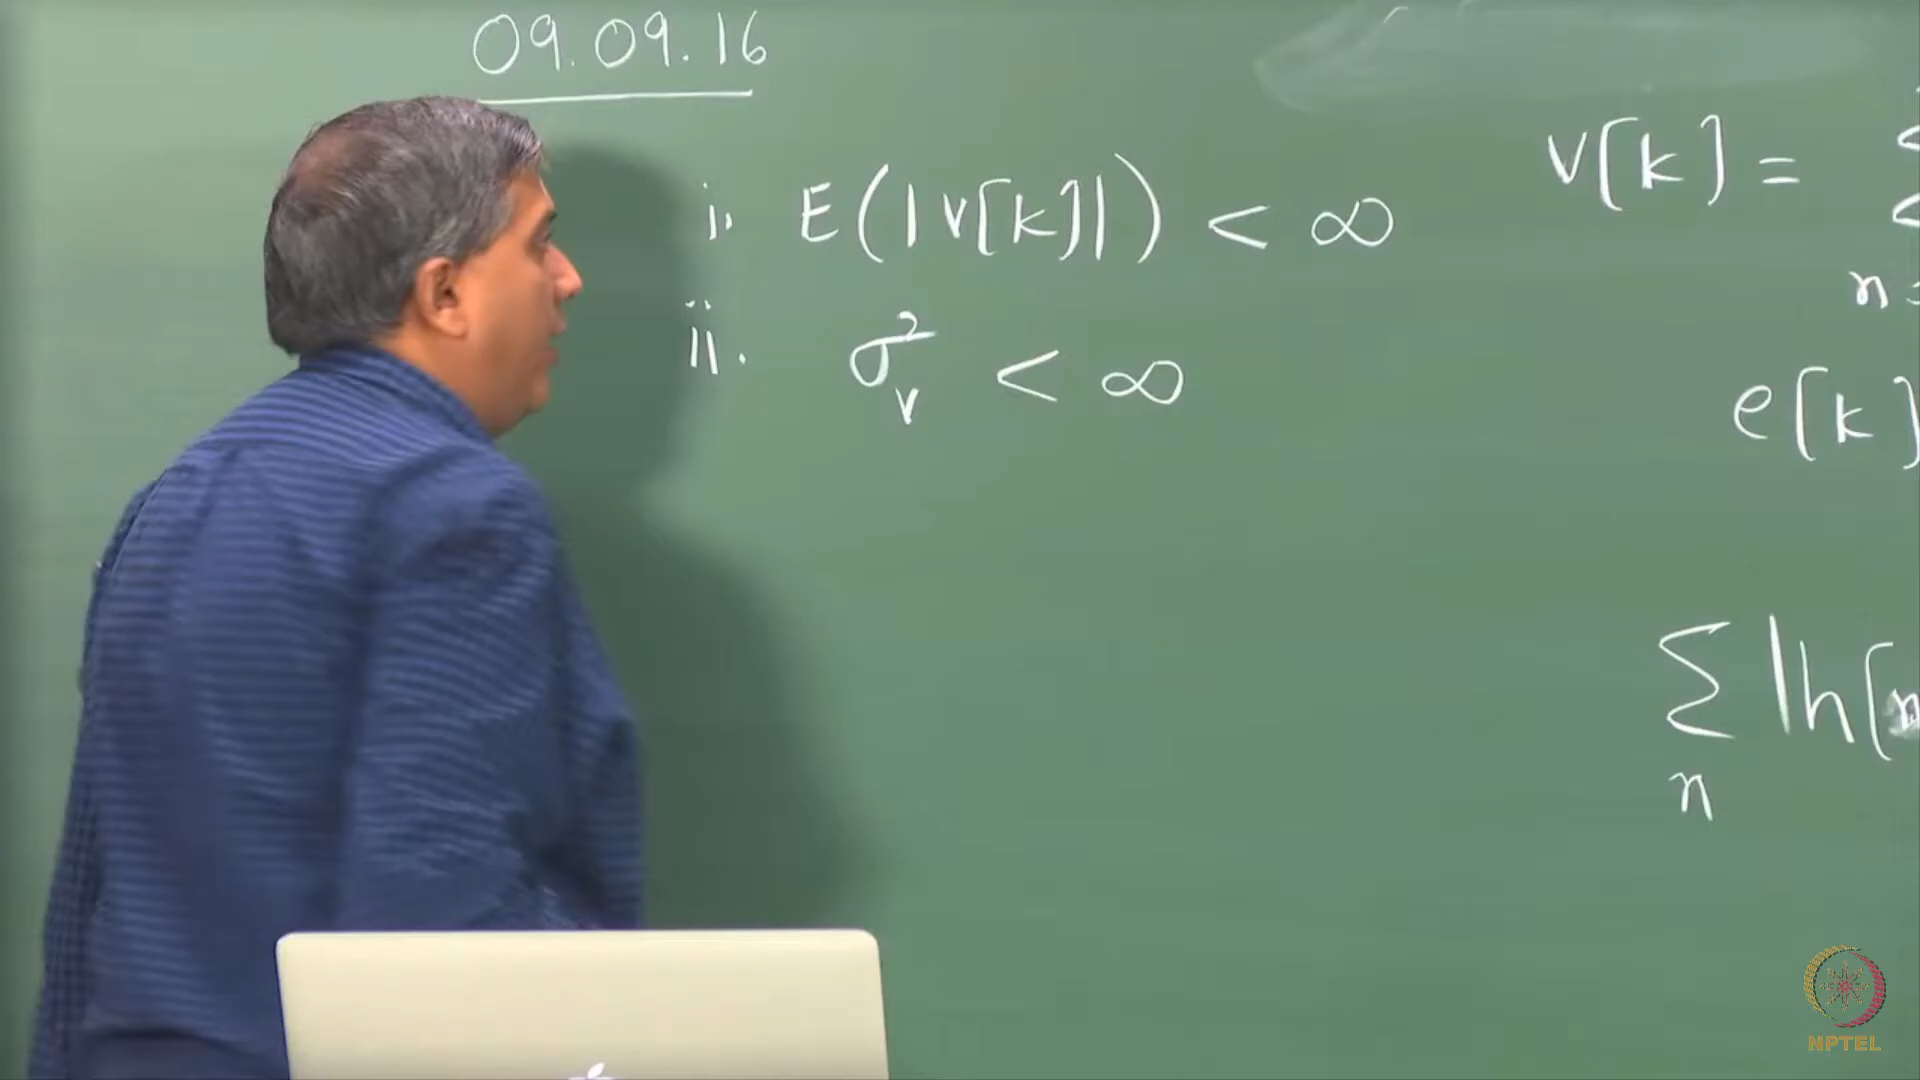 09.09.16
i. E(|v[k]|) < ∞
ii. σ²ᵥ < ∞
v[k] = Σ
n=
e[k]
Σ |h[n
n
NPTEL